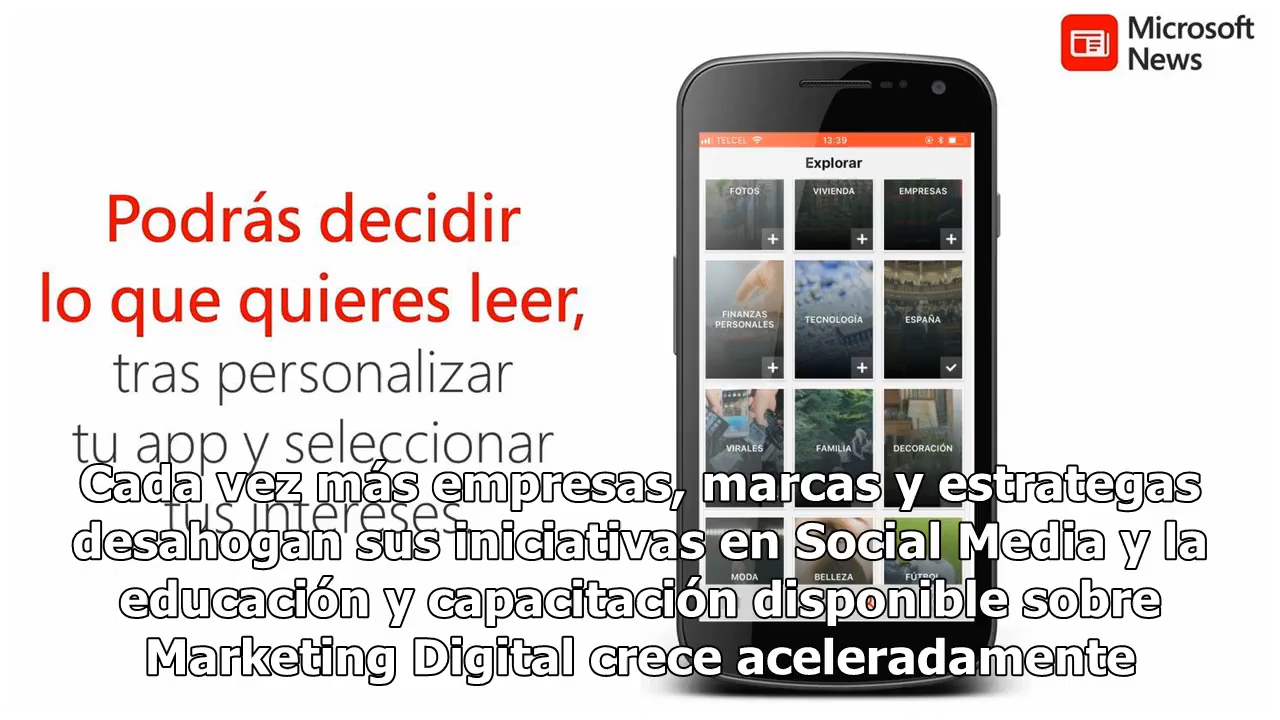 Microsoft
News
Podrás decidir
lo que quieres leer,
tras personalizar
tu app y seleccionar
tus intereses
TELCEL 13:39
Explorar
FOTOS VIVIENDA EMPRESAS
FINANZAS
PERSONALES TECNOLOGÍA ESPAÑA
VIRALES FAMILIA DECORACIÓN
MODA BELLEZA FÚTBOL
Cada vez más empresas, marcas y estrategas
desahogan sus iniciativas en Social Media y la
educación y capacitación disponible sobre
Marketing Digital crece aceleradamente